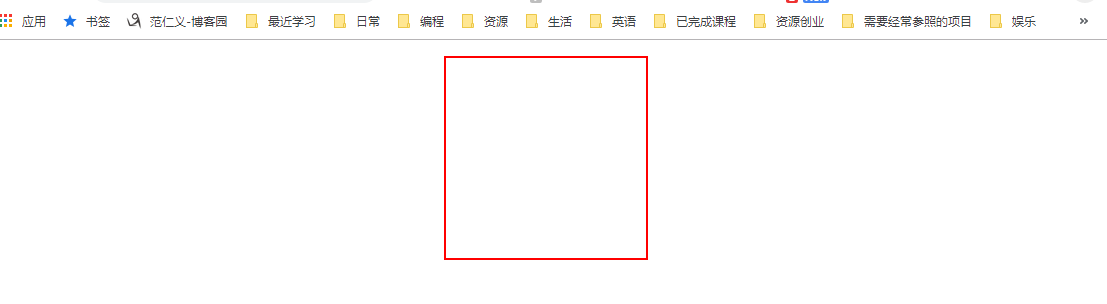 应用 书签 范仁义-博客园 最近学习 日常 编程 资源 生活 英语 已完成课程 资源创业 需要经常参照的项目 娱乐 »